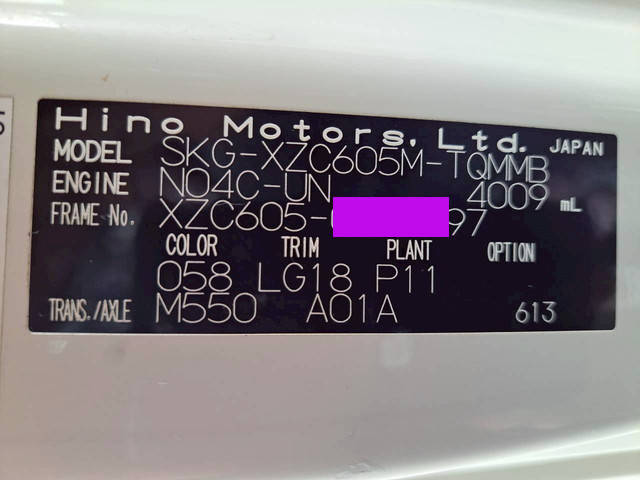 Hino Motors, Ltd. JAPAN
MODEL SKG-XZC605M-TQMMB
ENGINE N04C-UN 4009 mL
FRAME No. XZC605- 97
COLOR TRIM PLANT OPTION
058 LG18 P11
TRANS./AXLE M550 A01A 613